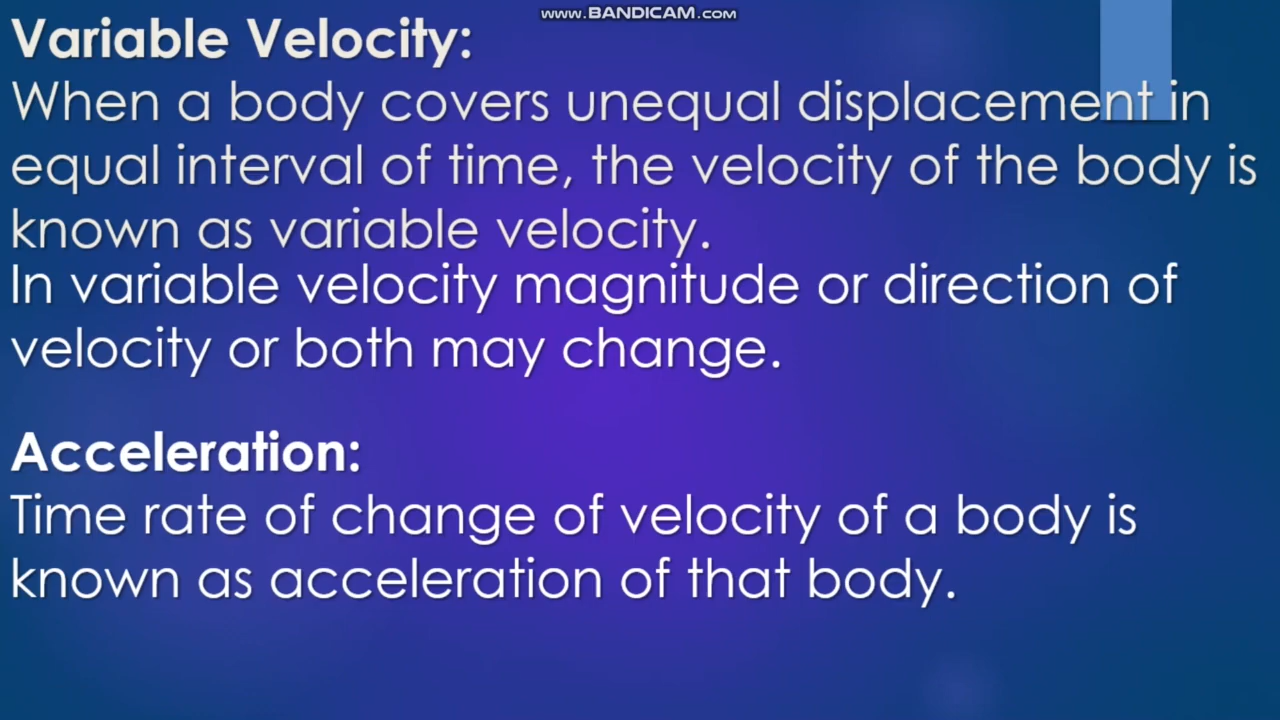 www.BANDICAM.com
Variable Velocity:
When a body covers unequal displacement in
equal interval of time, the velocity of the body is
known as variable velocity.
In variable velocity magnitude or direction of
velocity or both may change.
Acceleration:
Time rate of change of velocity of a body is
known as acceleration of that body.